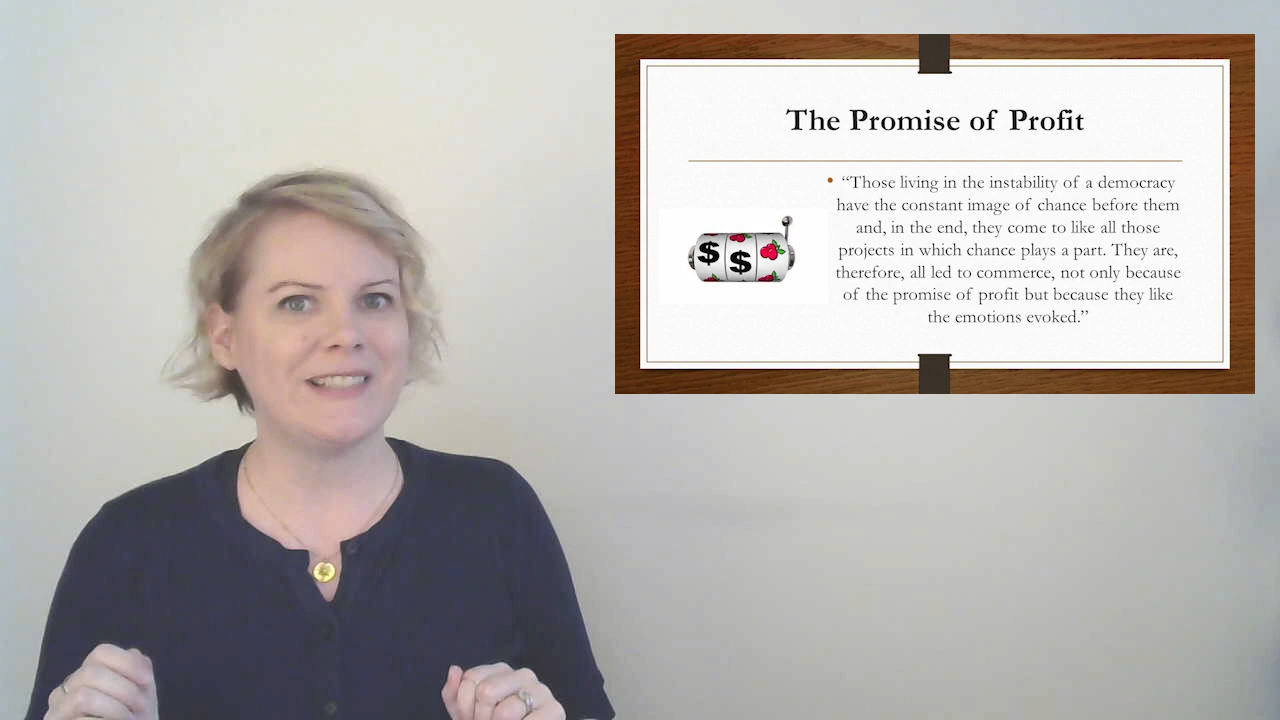 The Promise of Profit
• “Those living in the instability of a democracy
have the constant image of chance before them
and, in the end, they come to like all those
projects in which chance plays a part. They are,
therefore, all led to commerce, not only because
of the promise of profit but because they like
the emotions evoked.”
$ $